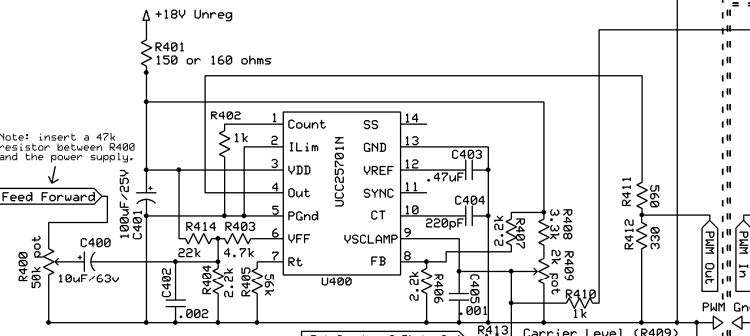 +18V Unreg
R401
150 or 160 ohms
Note: insert a 47k
resistor between R400
and the power supply.
Feed Forward
R402
1k
1
2
3
4
5
6
7
Count
ILim
VDD
Out
PGnd
VFF
Rt
UCC25701N
SS
GND
VREF
SYNC
CT
VSCLAMP
FB
14
13
12
11
10
9
8
U400
C403
.47uF
C404
220pF
100uF/25V
C401
R414
22k
R403
4.7k
R400
50k pot
C400
10uF/63v
C402
.002
R404
2.2k
R405
56k
R406
2.2k
C405
.001
R407
2.2k
R408
3.3k
R409
2k pot
R410
1k
R411
560
R412
330
PWM Out
PWM In
PWM Gr
R413
Carrier Level (R409)